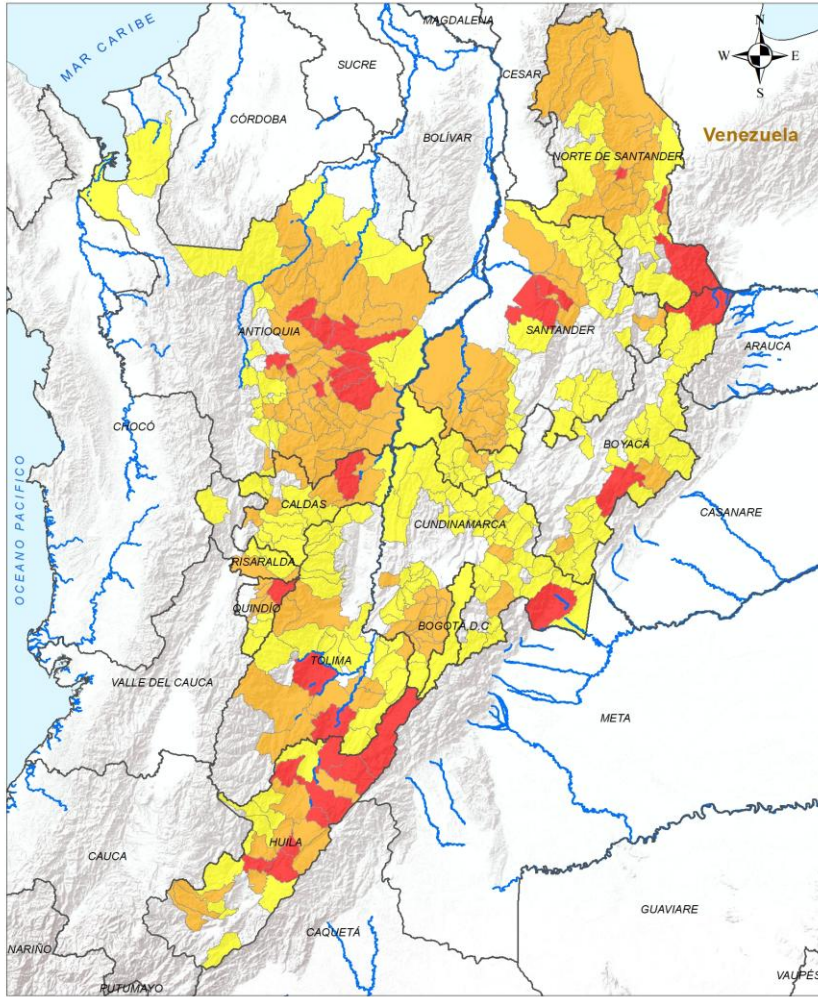 MAGDALENA
N
MAR CARIBE
SUCRE
CESAR
W
E
S
CÓRDOBA
BOLÍVAR
Venezuela
NORTE DE SANTANDER
ANTIOQUIA
SANTANDER
ARAUCA
CHOCÓ
BOYACÁ
OCEANO PACIFICO
CALDAS
CASANARE
CUNDINAMARCA
RISARALDA
QUINDÍO
BOGOTÁ,D.C
TOLIMA
VALLE DEL CAUCA
META
HUILA
CAUCA
GUAVIARE
CAQUETÁ
NARIÑO
VAUPÉS
PUTUMAYO